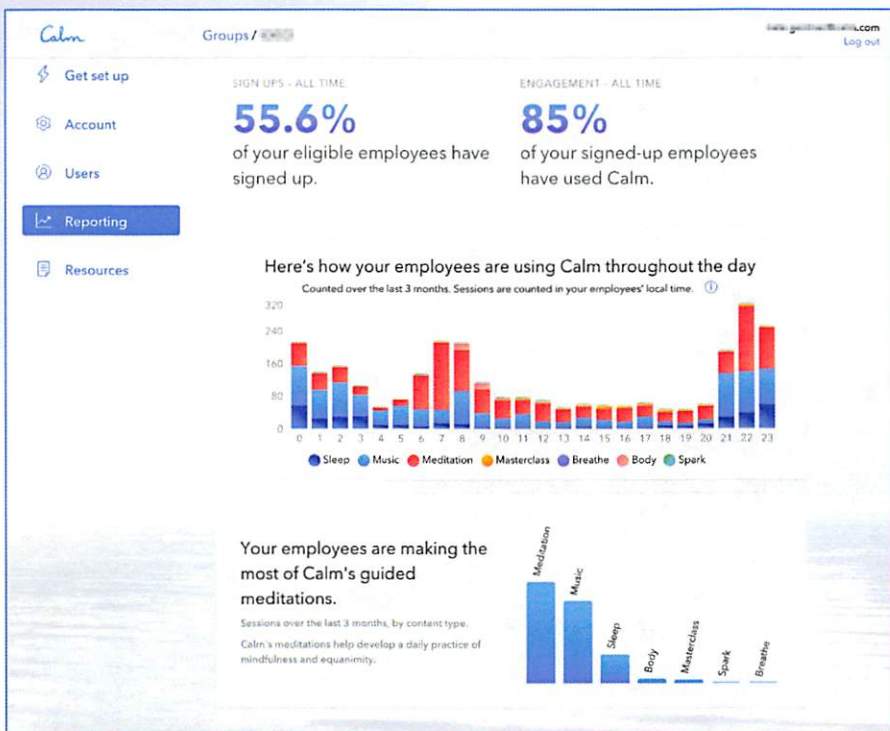 Calm
Groups /
.com
Log out
Get set up
Account
Users
Reporting
Resources
SIGN UPS - ALL TIME
55.6%
of your eligible employees have
signed up.
ENGAGEMENT - ALL TIME
85%
of your signed-up employees
have used Calm.
Here's how your employees are using Calm throughout the day
Counted over the last 3 months. Sessions are counted in your employees' local time.
320
240
160
80
0
0 1 2 3 4 5 6 7 8 9 10 11 12 13 14 15 16 17 18 19 20 21 22 23
Sleep Music Meditation Masterclass Breathe Body Spark
Your employees are making the
most of Calm's guided
meditations.
Sessions over the last 3 months, by content type.
Calm's meditations help develop a daily practice of
mindfulness and equanimity.
Meditation
Music
Sleep
Body
Masterclass
Spark
Breathe